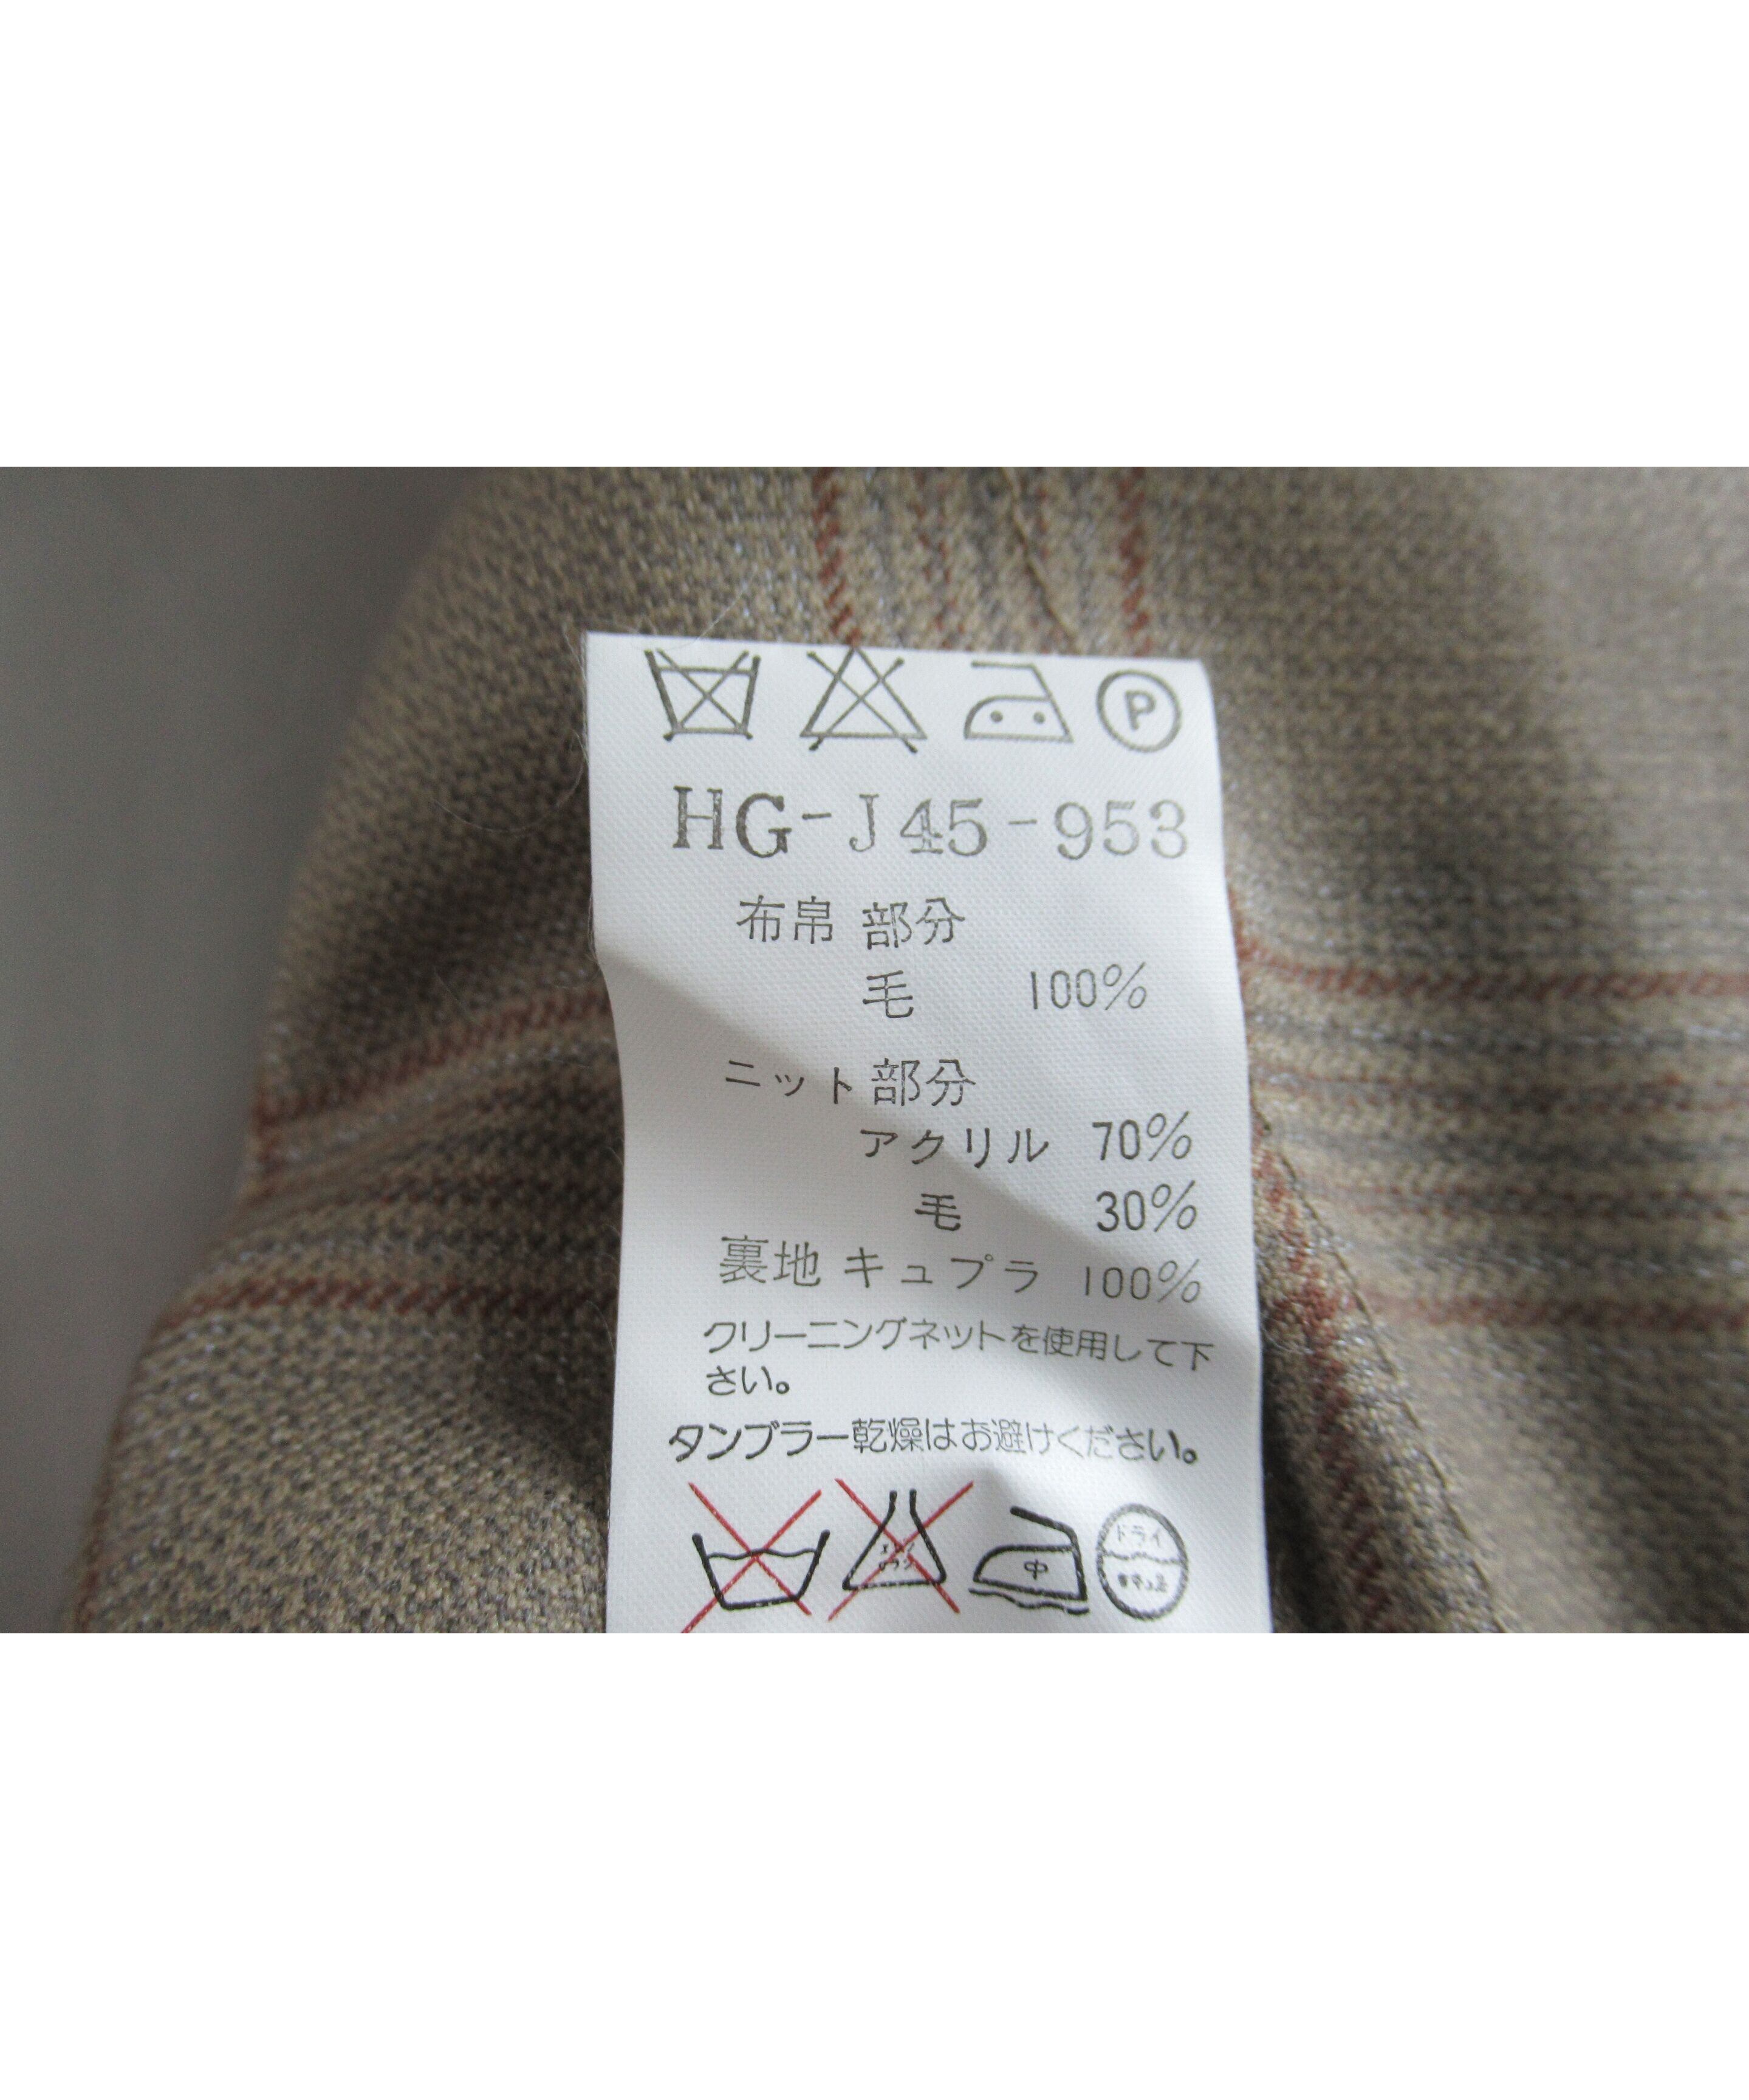 P
HG-J45-953
布帛 部分
毛 100%
ニット部分
アクリル 70%
毛 30%
裏地 キュプラ 100%
クリーニングネットを使用して下
さい。
タンブラー乾燥はお避けください。
中
ドライ